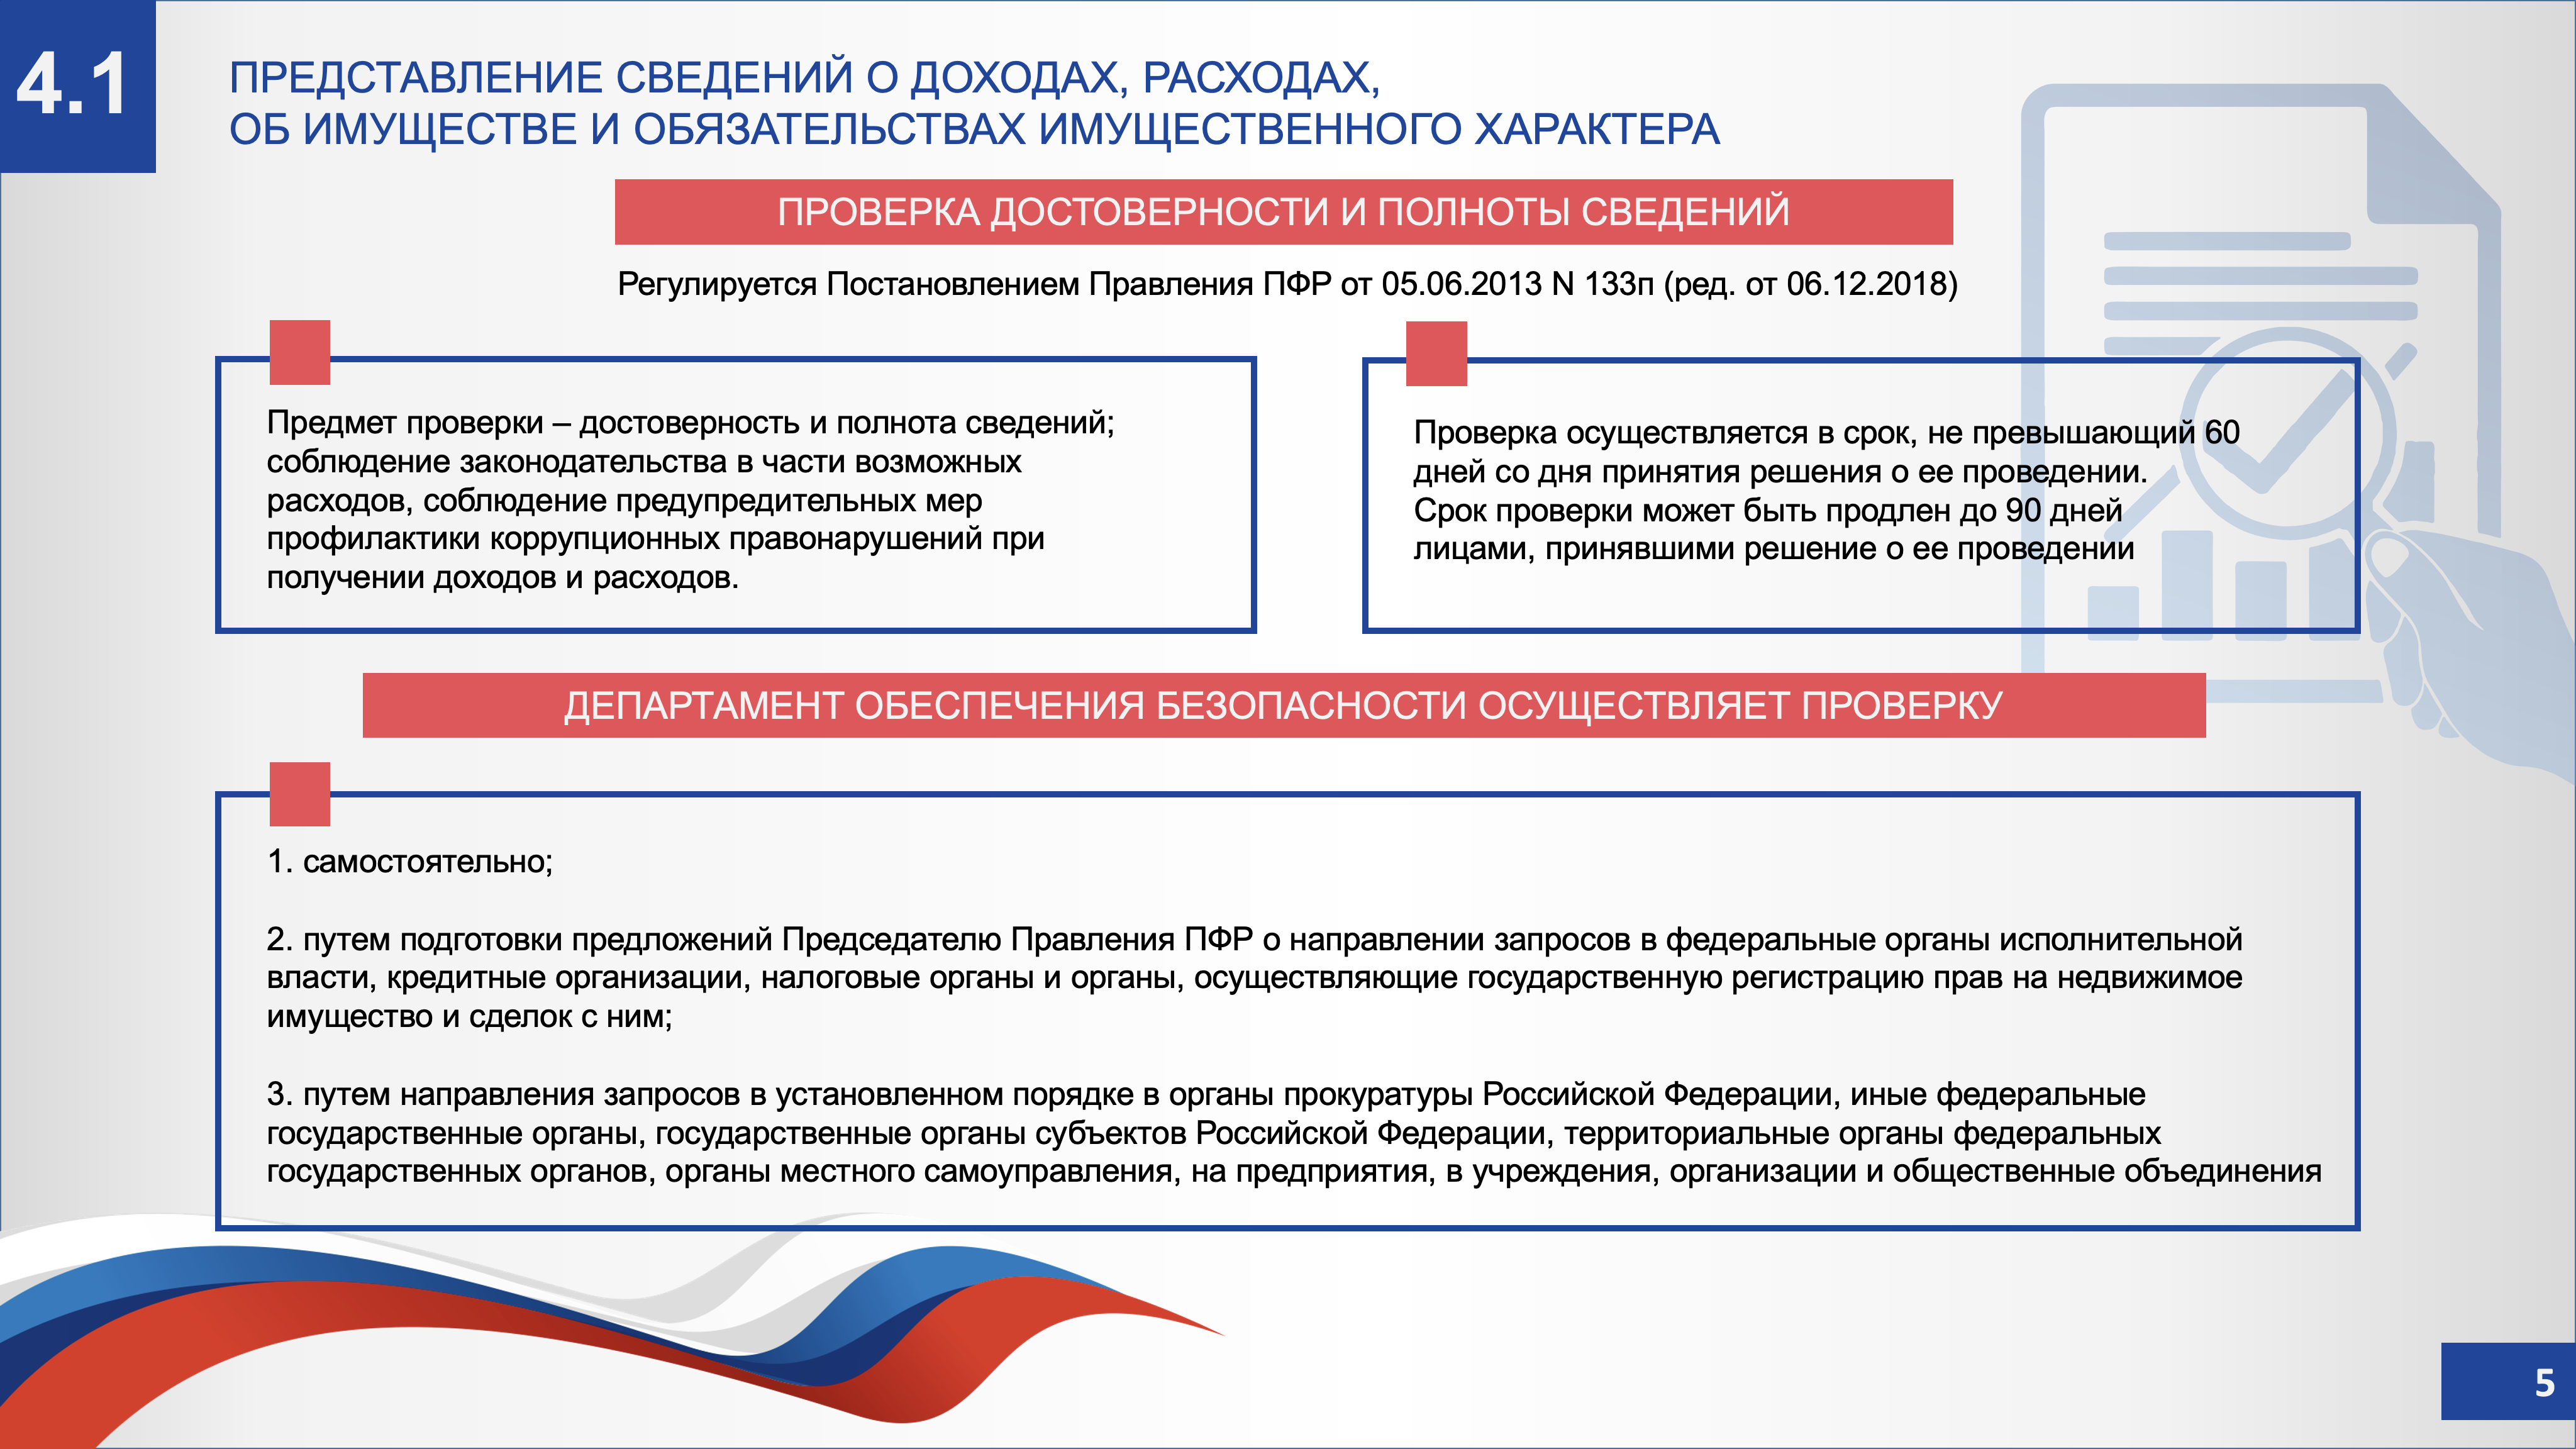 4.1
ПРЕДСТАВЛЕНИЕ СВЕДЕНИЙ О ДОХОДАХ, РАСХОДАХ,
ОБ ИМУЩЕСТВЕ И ОБЯЗАТЕЛЬСТВАХ ИМУЩЕСТВЕННОГО ХАРАКТЕРА
ПРОВЕРКА ДОСТОВЕРНОСТИ И ПОЛНОТЫ СВЕДЕНИЙ
Регулируется Постановлением Правления ПФР от 05.06.2013 N 133п (ред. от 06.12.2018)
Предмет проверки – достоверность и полнота сведений;
соблюдение законодательства в части возможных
расходов, соблюдение предупредительных мер
профилактики коррупционных правонарушений при
получении доходов и расходов.
Проверка осуществляется в срок, не превышающий 60
дней со дня принятия решения о ее проведении.
Срок проверки может быть продлен до 90 дней
лицами, принявшими решение о ее проведении
ДЕПАРТАМЕНТ ОБЕСПЕЧЕНИЯ БЕЗОПАСНОСТИ ОСУЩЕСТВЛЯЕТ ПРОВЕРКУ
1. самостоятельно;
2. путем подготовки предложений Председателю Правления ПФР о направлении запросов в федеральные органы исполнительной
власти, кредитные организации, налоговые органы и органы, осуществляющие государственную регистрацию прав на недвижимое
имущество и сделок с ним;
3. путем направления запросов в установленном порядке в органы прокуратуры Российской Федерации, иные федеральные
государственные органы, государственные органы субъектов Российской Федерации, территориальные органы федеральных
государственных органов, органы местного самоуправления, на предприятия, в учреждения, организации и общественные объединения
5